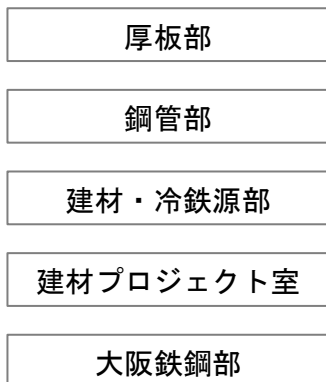 厚板部
鋼管部
建材・冷鉄源部
建材プロジェクト室
大阪鉄鋼部